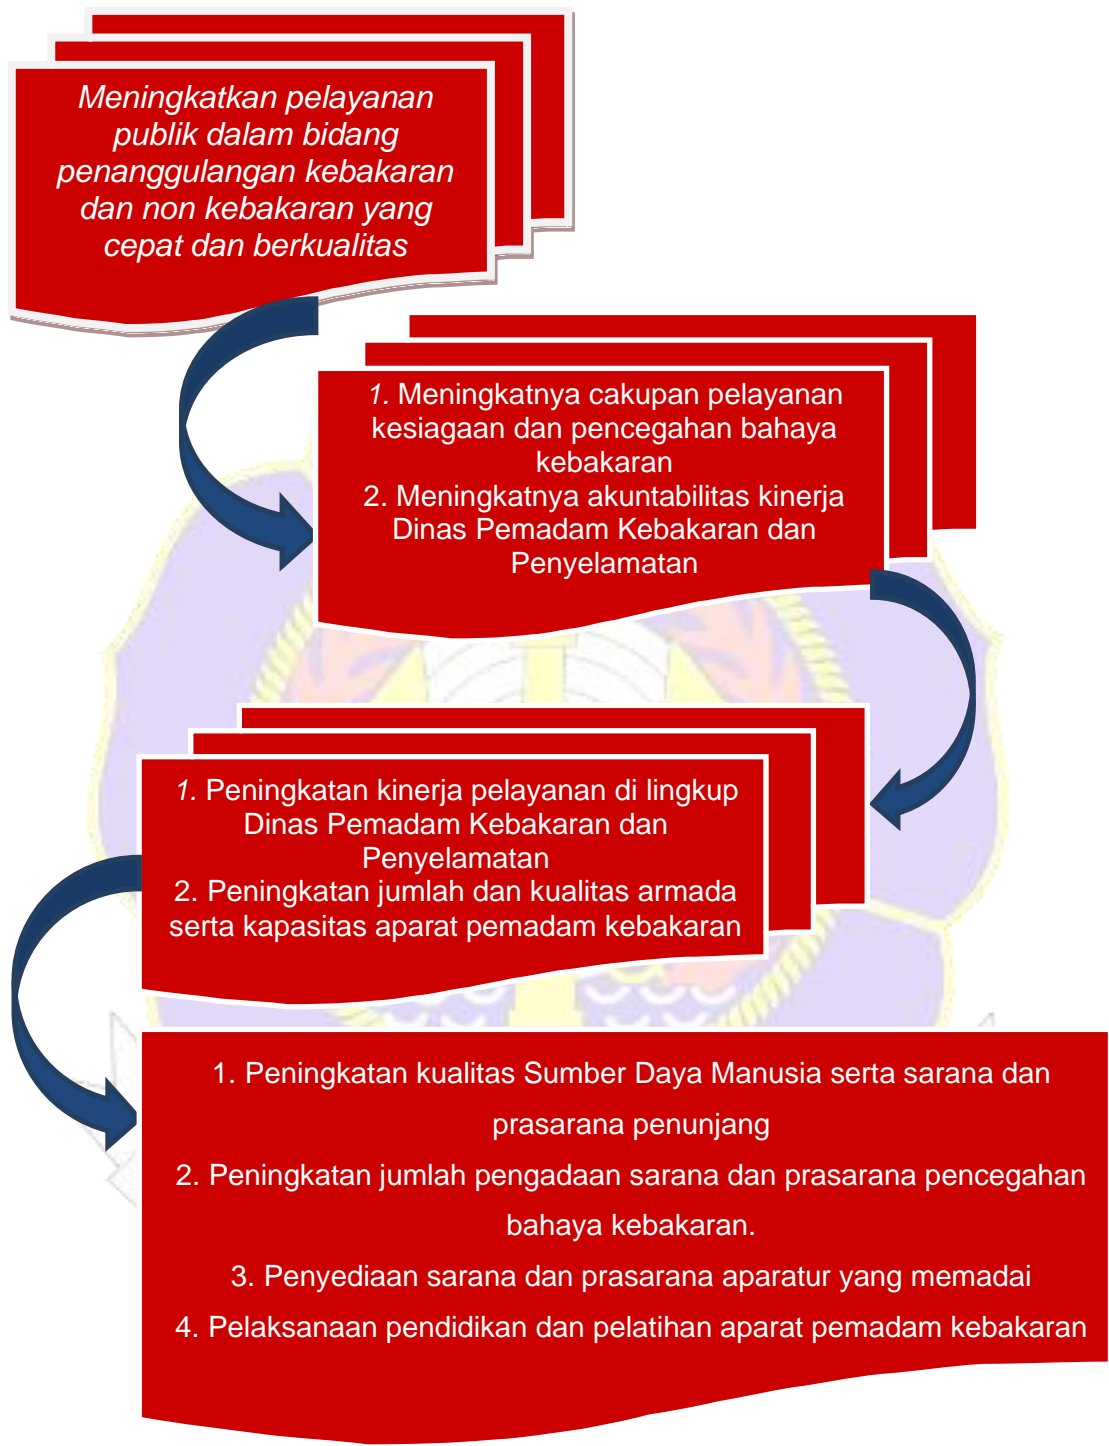 Meningkatkan pelayanan
publik dalam bidang
penanggulangan kebakaran
dan non kebakaran yang
cepat dan berkualitas
1. Meningkatnya cakupan pelayanan
kesiagaan dan pencegahan bahaya
kebakaran
2. Meningkatnya akuntabilitas kinerja
Dinas Pemadam Kebakaran dan
Penyelamatan
1. Peningkatan kinerja pelayanan di lingkup
Dinas Pemadam Kebakaran dan
Penyelamatan
2. Peningkatan jumlah dan kualitas armada
serta kapasitas aparat pemadam kebakaran
1. Peningkatan kualitas Sumber Daya Manusia serta sarana dan
prasarana penunjang
2. Peningkatan jumlah pengadaan sarana dan prasarana pencegahan
bahaya kebakaran.
3. Penyediaan sarana dan prasarana aparatur yang memadai
4. Pelaksanaan pendidikan dan pelatihan aparat pemadam kebakaran